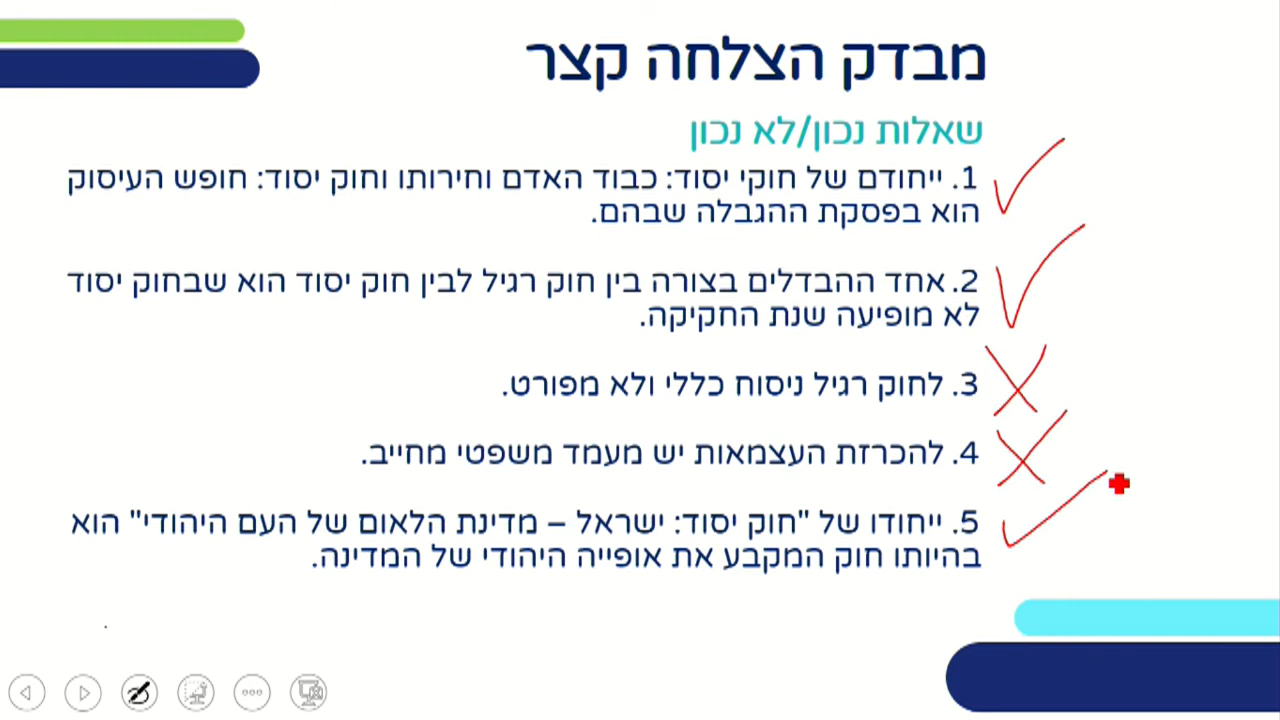 מבדק הצלחה קצר
שאלות נכון/לא נכון
1. ייחודם של חוקי יסוד: כבוד האדם וחירותו וחוק יסוד: חופש העיסוק
הוא בפסקת ההגבלה שבהם.
2. אחד ההבדלים בצורה בין חוק רגיל לבין חוק יסוד הוא שבחוק יסוד
לא מופיעה שנת החקיקה.
3. לחוק רגיל ניסוח כללי ולא מפורט.
4. להכרזת העצמאות יש מעמד משפטי מחייב.
5. ייחודו של "חוק יסוד: ישראל – מדינת הלאום של העם היהודי" הוא
בהיותו חוק המקבע את אופייה היהודי של המדינה.